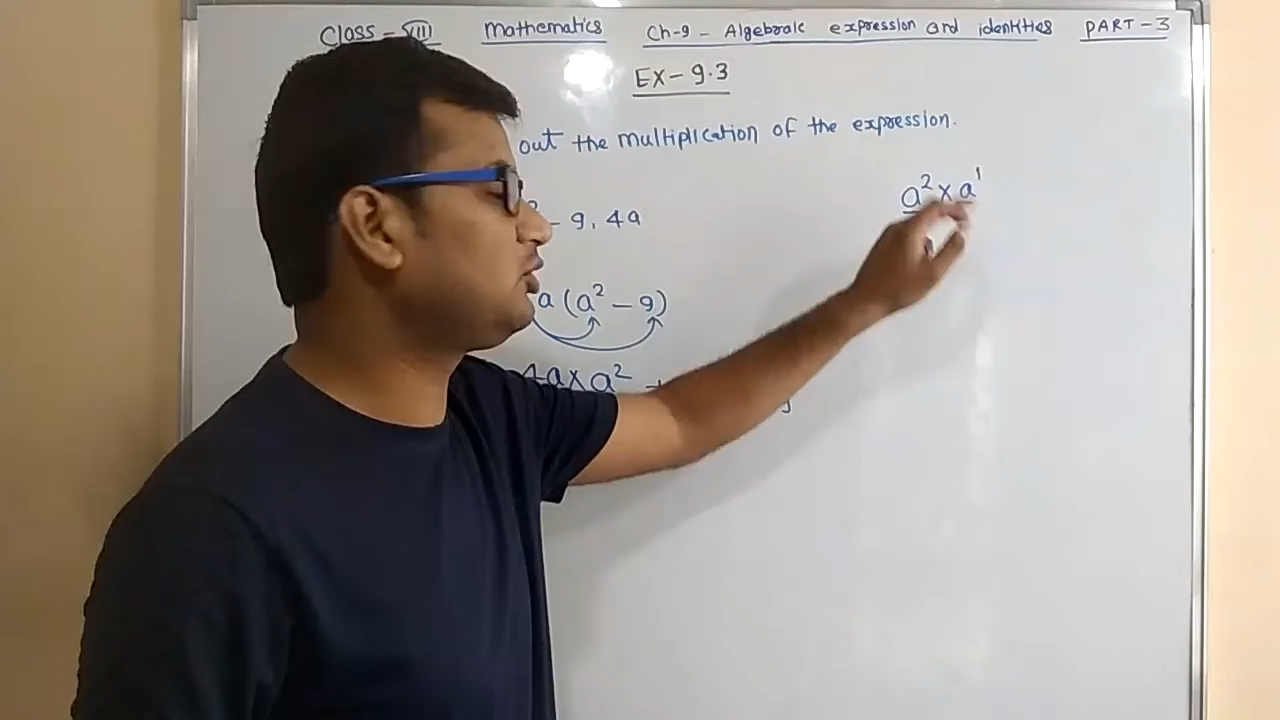 Class - VIII Mathematics Ch-9 - Algebraic expression and identities PART - 3
Ex - 9.3
out the multiplication of the expression.
a² × a¹
2 - 9, 4a
a (a² - 9)
4a × a² +